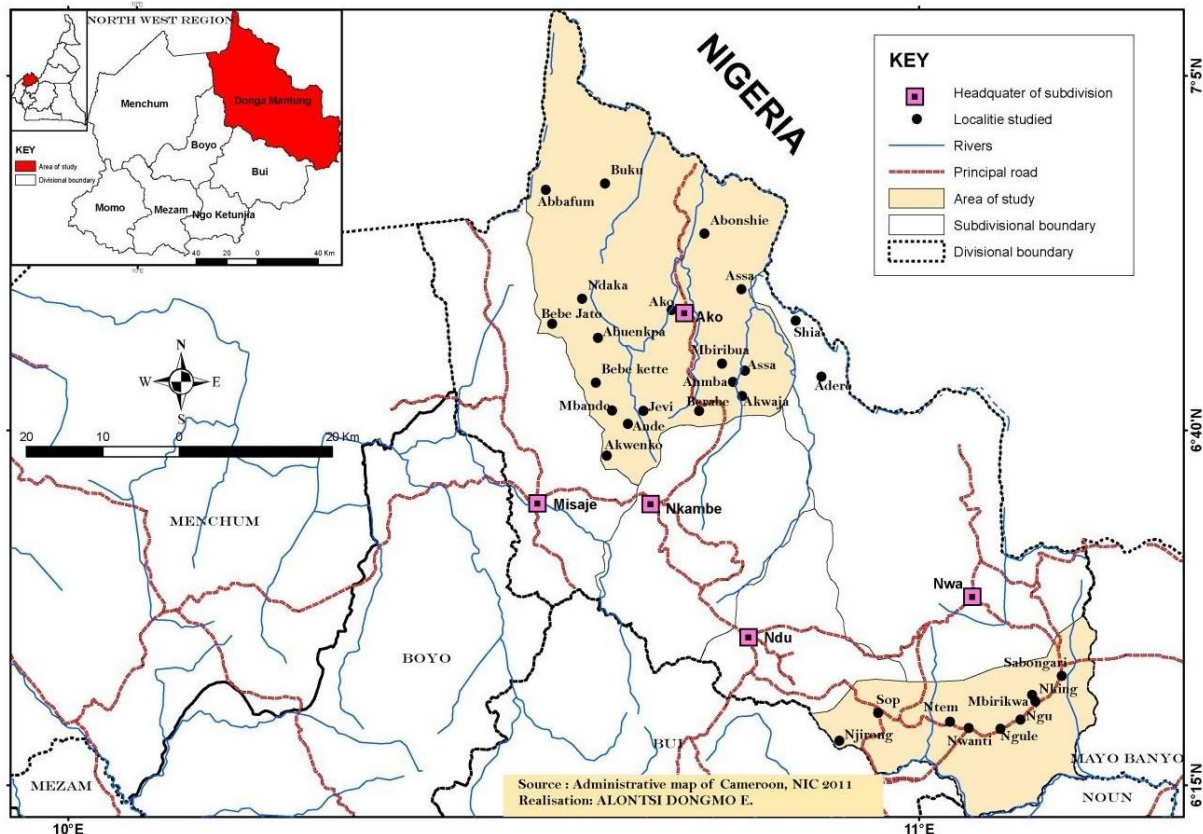 NORTH WEST REGION
Menchum
Donga Mantung
Boyo
Bui
Momo
Mezam
Ngo Ketunjia
KEY
Area of study
Divisional boundary
40 20 0 40 Km
NIGERIA
KEY
Headquater of subdivision
Localitie studied
Rivers
Principal road
Area of study
Subdivisional boundary
Divisional boundary
7°5'N
6°40'N
6°15'N
Buku
Abbafum
Abonshie
Assa
Ndaka
Ako
Ako
Bebe Jato
Abuenkpa
Shia
Mbiribua
Assa
Bebe kette
Ahmba
Adere
Akwaja
Mbande
Jevi
Berabe
Ande
Akwenko
N
W E
S
20 10 0 20 Km
Misaje
Nkambe
MENCHUM
Nwa
Ndu
BOYO
Sabongari
Nking
Mbirikwa
Sop
Ntem
Ngu
Njirong
Nwanti
Ngule
BUI
MAYO BANYO
MEZAM
NOUN
Source : Administrative map of Cameroon, NIC 2011
Realisation: ALONTSI DONGMO E.
10°E
11°E